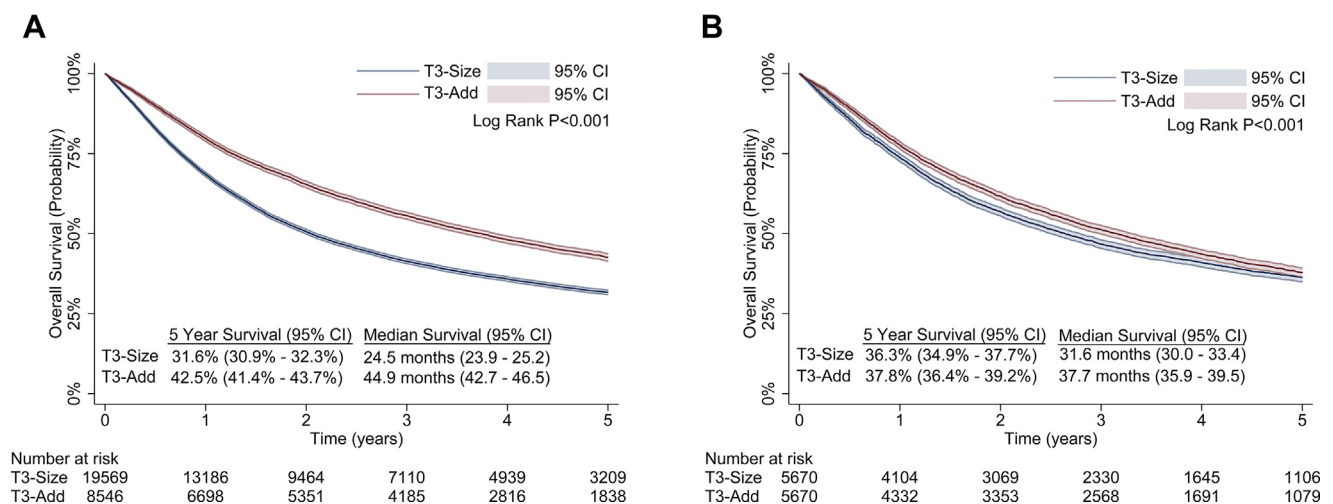 A
Overall Survival (Probability)
100%
75%
50%
25%
0%
T3-Size 95% CI
T3-Add 95% CI
Log Rank P<0.001
5 Year Survival (95% CI) Median Survival (95% CI)
T3-Size 31.6% (30.9% - 32.3%) 24.5 months (23.9 - 25.2)
T3-Add 42.5% (41.4% - 43.7%) 44.9 months (42.7 - 46.5)
0 1 2 3 4 5
Time (years)
Number at risk
T3-Size 19569 13186 9464 7110 4939 3209
T3-Add 8546 6698 5351 4185 2816 1838
B
Overall Survival (Probability)
100%
75%
50%
25%
0%
T3-Size 95% CI
T3-Add 95% CI
Log Rank P<0.001
5 Year Survival (95% CI) Median Survival (95% CI)
T3-Size 36.3% (34.9% - 37.7%) 31.6 months (30.0 - 33.4)
T3-Add 37.8% (36.4% - 39.2%) 37.7 months (35.9 - 39.5)
0 1 2 3 4 5
Time (years)
Number at risk
T3-Size 5670 4104 3069 2330 1645 1106
T3-Add 5670 4332 3353 2568 1691 1079